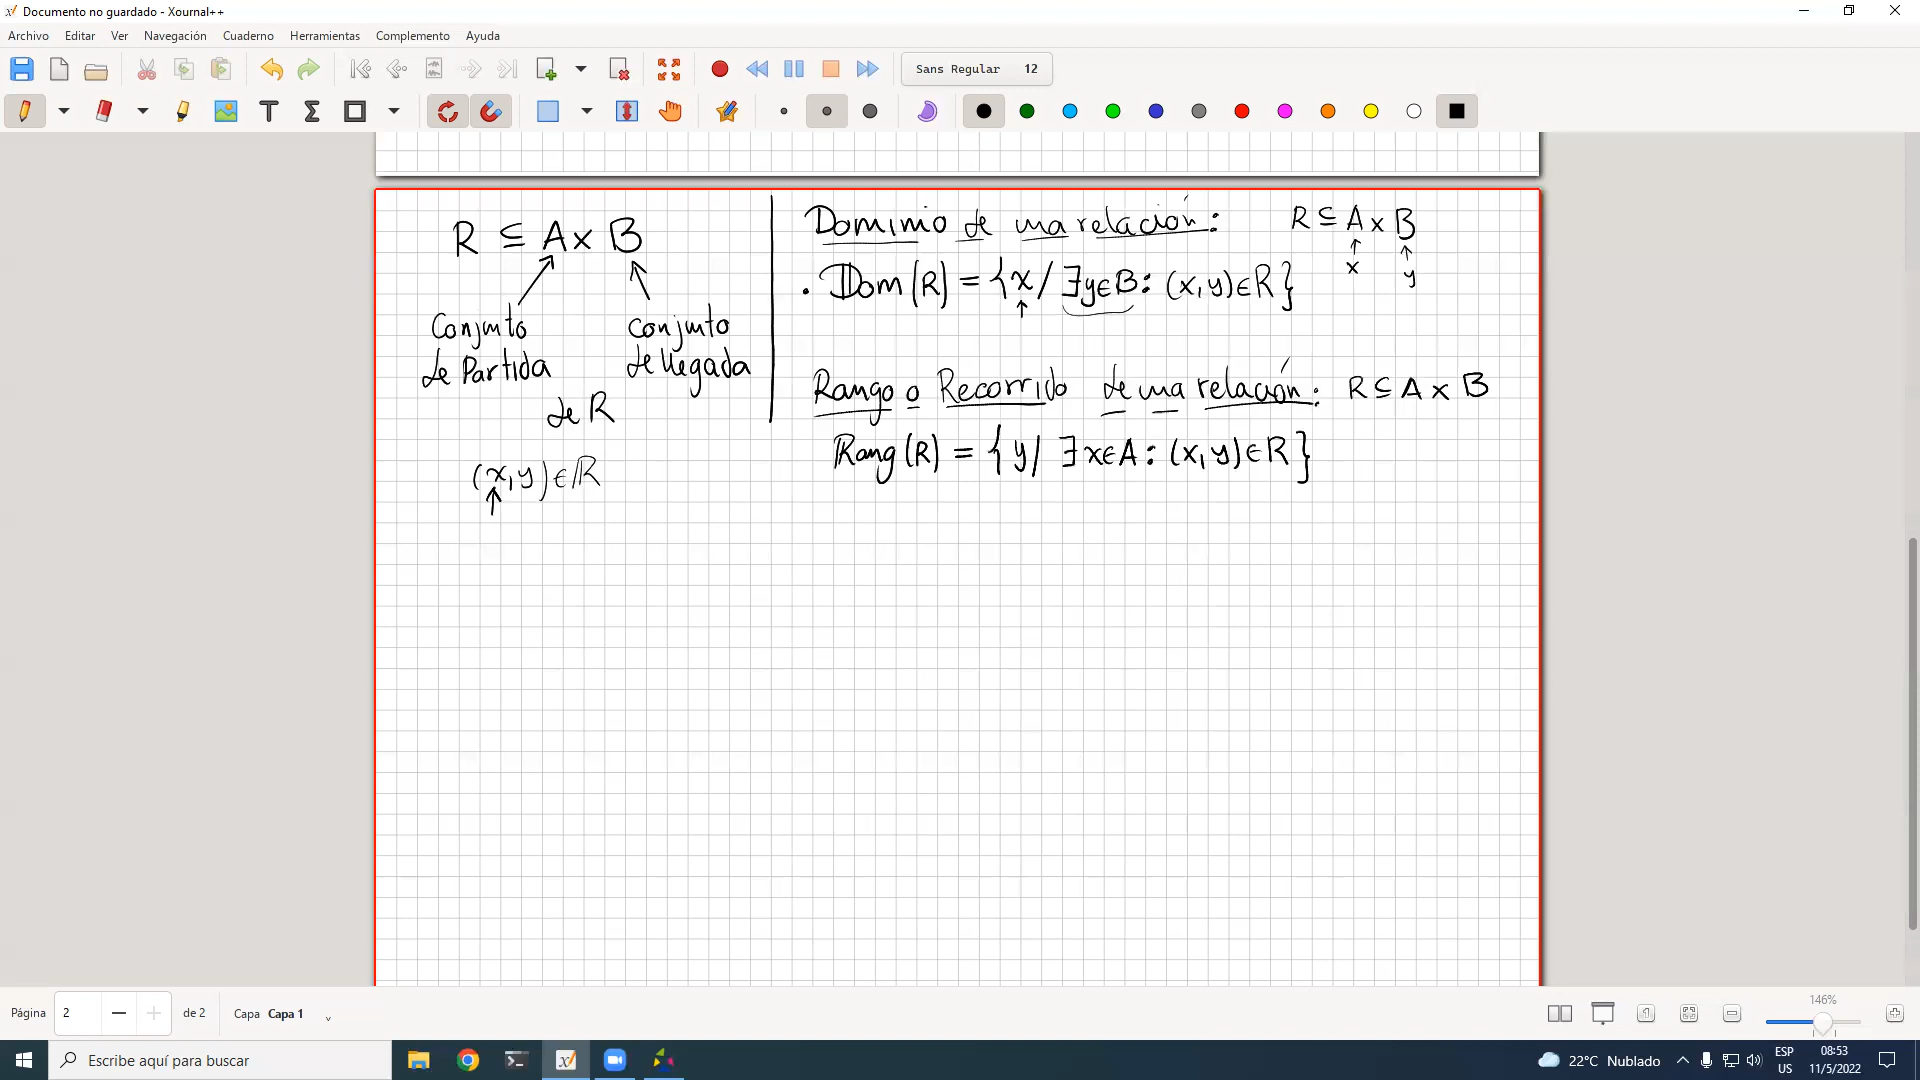 Documento no guardado - Xournal++
Archivo Editar Ver Navegación Cuaderno Herramientas Complemento Ayuda
Sans Regular 12
R ⊆ A x B
Conjunto de Partida
Conjunto de llegada
de R
(x,y) ∈ R
Dominio de una relación: R ⊆ A x B
x
y
. Dom(R) = {x / ∃y∈B: (x,y)∈R}
Rango o Recorrido de una relación: R ⊆ A x B
Rang(R) = {y / ∃x∈A: (x,y)∈R}
Página 2 de 2 Capa Capa 1
146%
Escribe aquí para buscar
22°C Nublado
ESP
US
08:53
11/5/2022